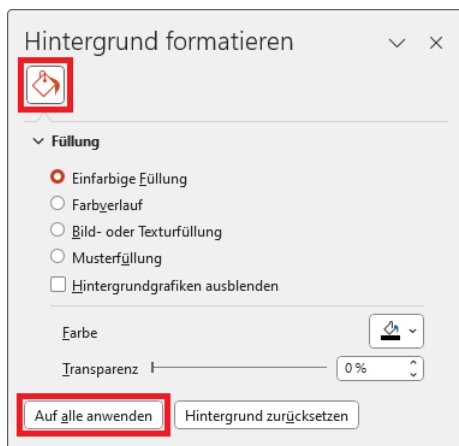 Hintergrund formatieren
Füllung
Einfarbige Füllung
Farbverlauf
Bild- oder Texturfüllung
Musterfüllung
Hintergrundgrafiken ausblenden
Farbe
Transparenz 0 %
Auf alle anwenden Hintergrund zurücksetzen